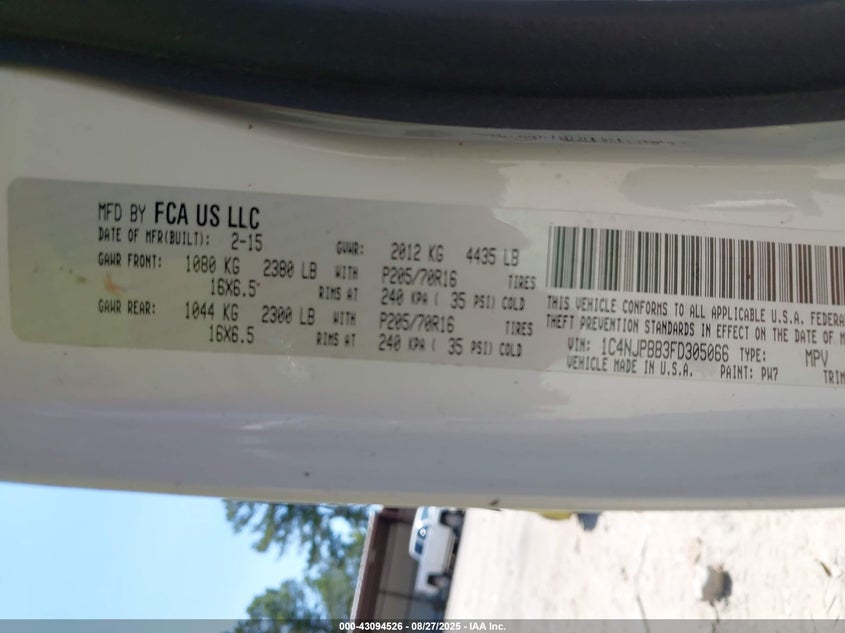 MFD BY FCA US LLC
DATE OF MFR(BUILT): 2-15 GVWR: 2012 KG 4435 LB
GAWR FRONT: 1080 KG 2380 LB WITH P205/70R16 TIRES
16X6.5 RIMS AT 240 KPA ( 35 PSI) COLD
GAWR REAR: 1044 KG 2300 LB WITH P205/70R16 TIRES
16X6.5 RIMS AT 240 KPA ( 35 PSI) COLD
THIS VEHICLE CONFORMS TO ALL APPLICABLE U.S.A. FEDERAL
THEFT PREVENTION STANDARDS IN EFFECT ON THE DATE OF M
VIN: 1C4NJPBB3FD305066 TYPE: MPV
VEHICLE MADE IN U.S.A. PAINT: PW7 TRIM
000-43094526 - 08/27/2025 - IAA Inc.